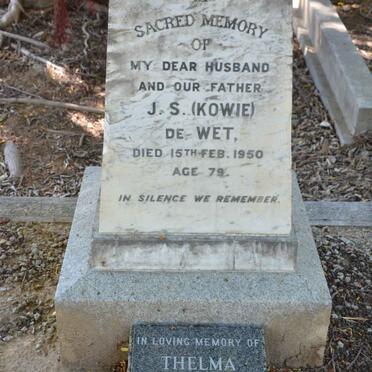 SACRED MEMORY
OF
MY DEAR HUSBAND
AND OUR FATHER
J. S. (KOWIE)
DE WET,
DIED 15TH FEB. 1950
AGE 79.
IN SILENCE WE REMEMBER.
IN LOVING MEMORY OF
THELMA